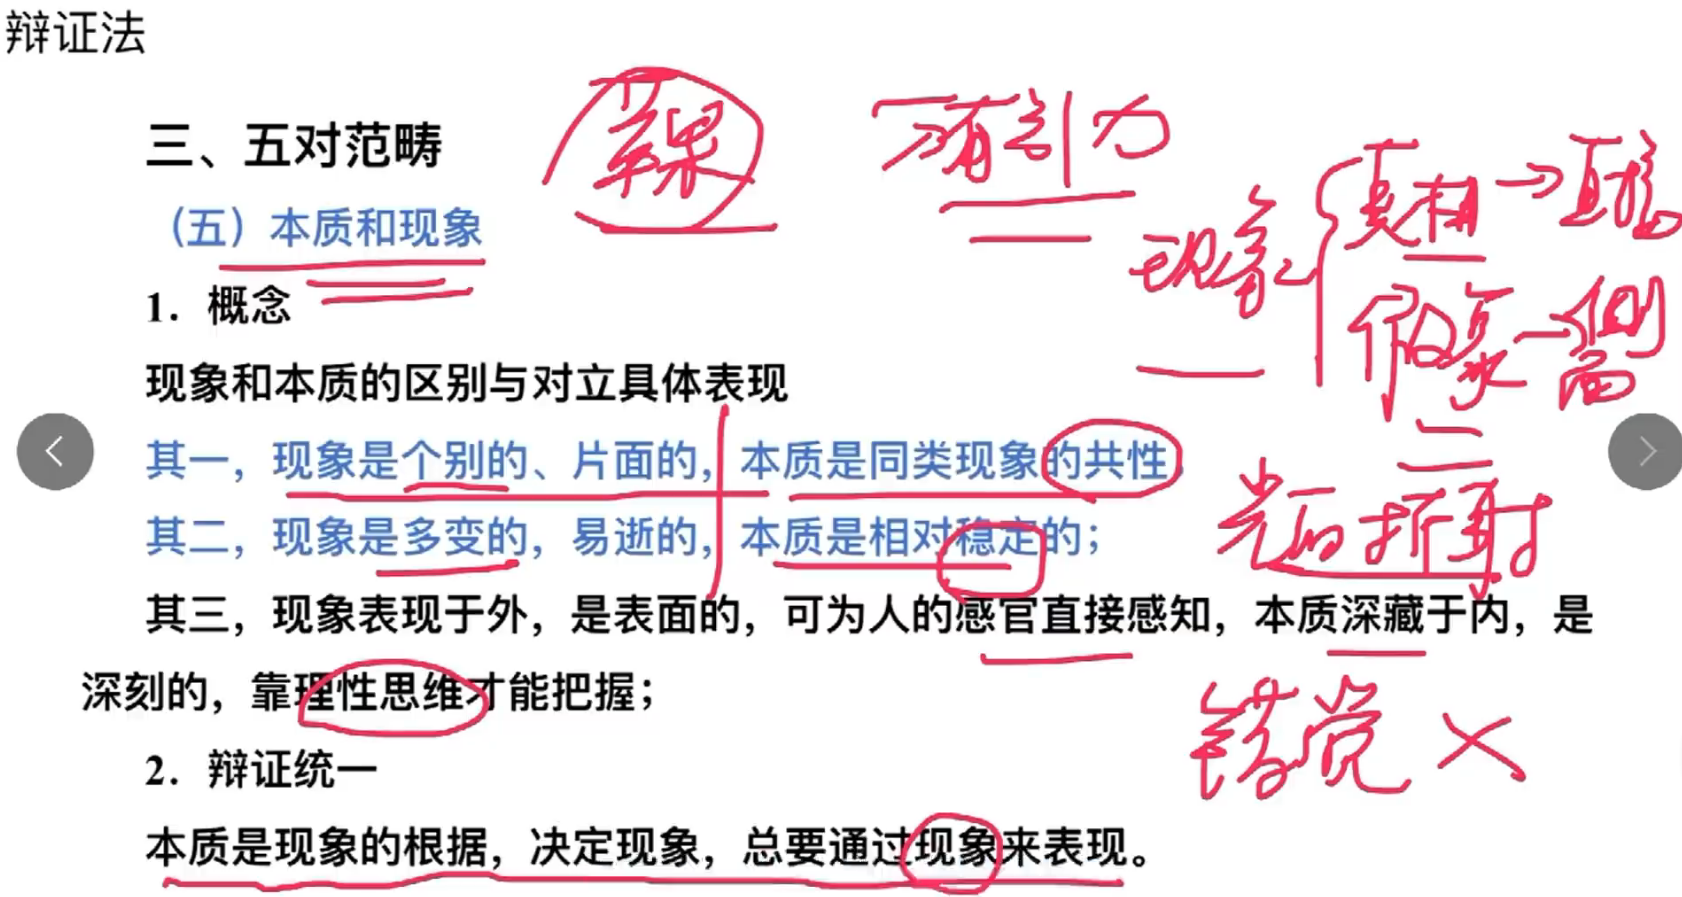 辩证法
三、五对范畴
苹果
万有引力
（五）本质和现象
现象
真相→直接
假象—侧面
1．概念
现象和本质的区别与对立具体表现
其一，现象是个别的、片面的，本质是同类现象的共性，
其二，现象是多变的，易逝的，本质是相对稳定的；
光的折射
其三，现象表现于外，是表面的，可为人的感官直接感知，本质深藏于内，是
深刻的，靠理性思维才能把握；
错觉 ×
2．辩证统一
本质是现象的根据，决定现象，总要通过现象来表现。